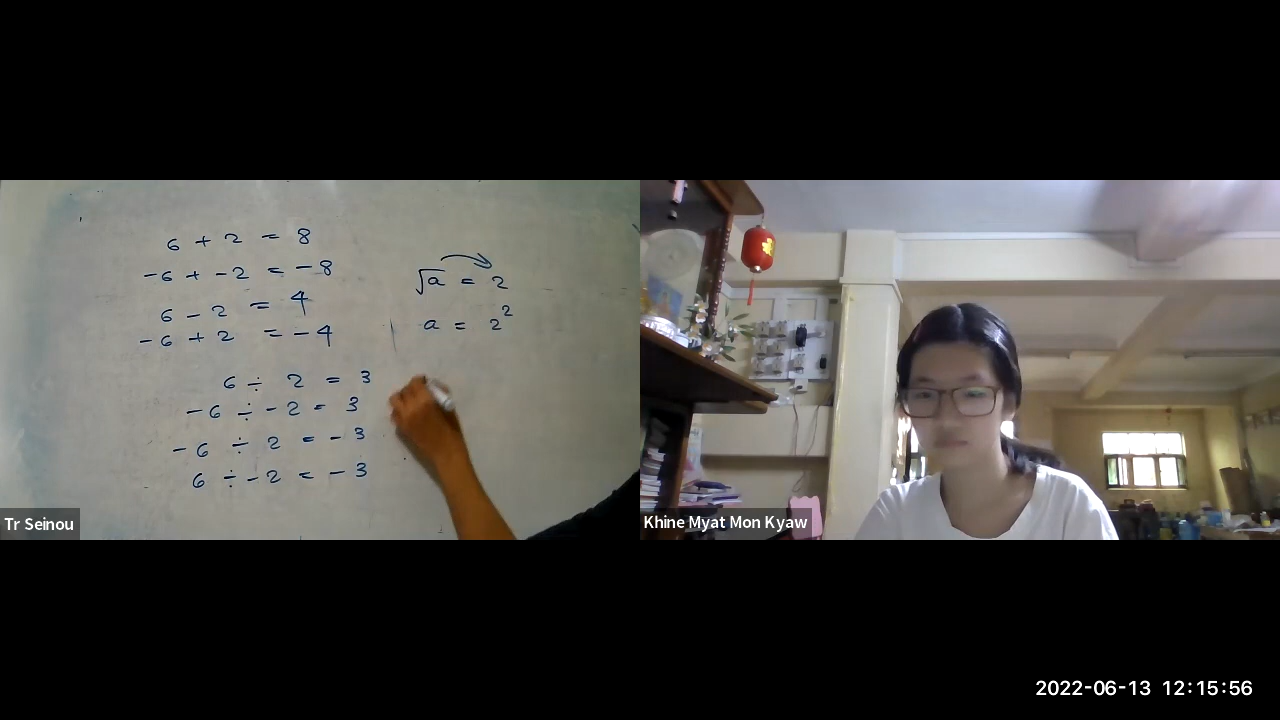 6 + 2 = 8
-6 + -2 = -8
6 - 2 = 4
-6 + 2 = -4
6 ÷ 2 = 3
-6 ÷ -2 = 3
-6 ÷ 2 = -3
6 ÷ -2 = -3
√a = 2
a = 2²
Tr Seinou
Khine Myat Mon Kyaw
2022-06-13 12:15:56